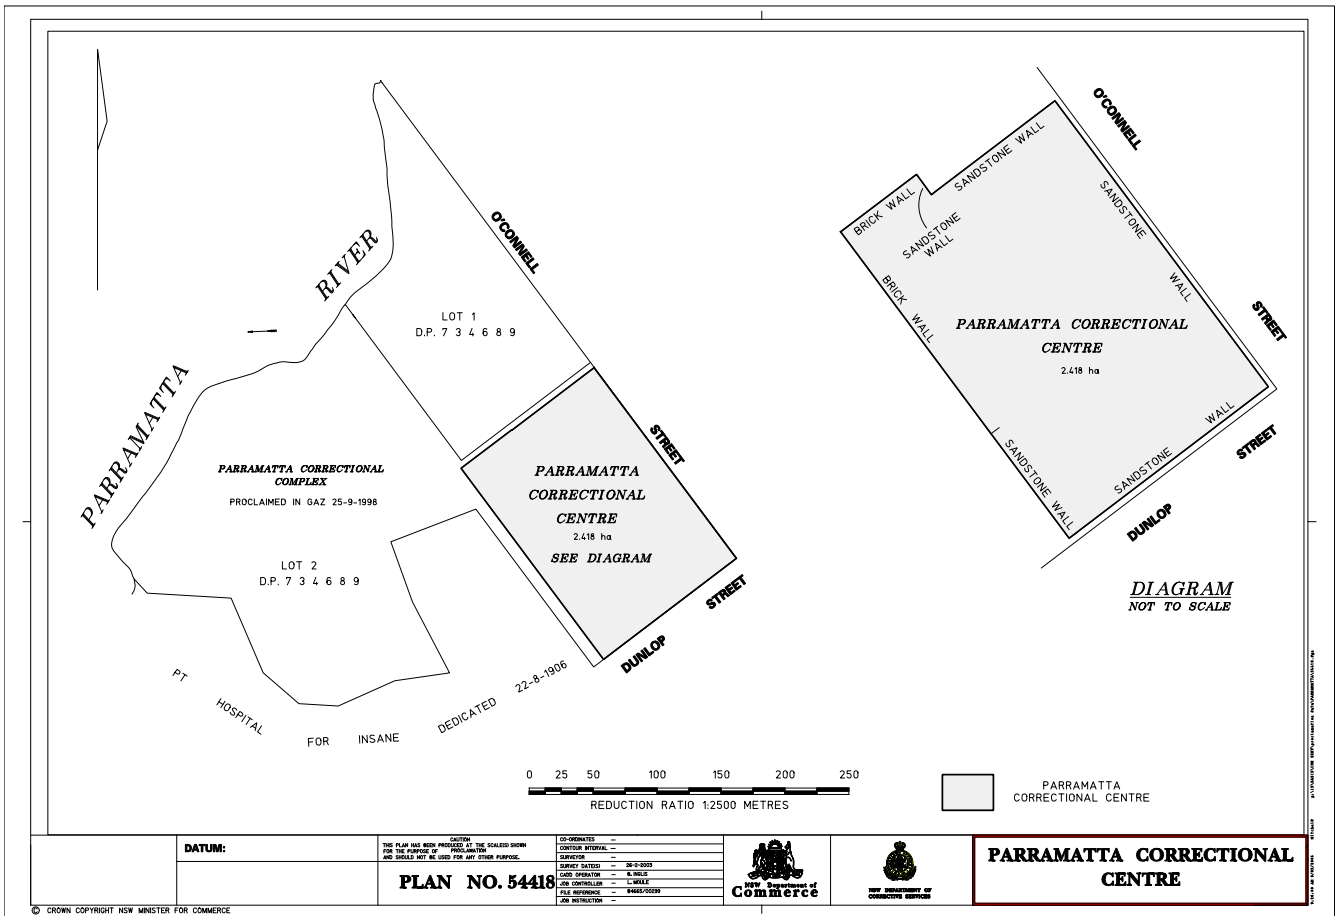 O'CONNELL
STREET
PARRAMATTA RIVER
LOT 1
D.P. 7 3 4 6 8 9
PARRAMATTA CORRECTIONAL
COMPLEX
PROCLAIMED IN GAZ 25-9-1998
LOT 2
D.P. 7 3 4 6 8 9
PARRAMATTA
CORRECTIONAL
CENTRE
2.418 ha
SEE DIAGRAM
DUNLOP STREET
PT HOSPITAL FOR INSANE DEDICATED 22-8-1906
O'CONNELL
STREET
BRICK WALL
SANDSTONE WALL
SANDSTONE
WALL
SANDSTONE WALL
BRICK WALL
PARRAMATTA CORRECTIONAL
CENTRE
2.418 ha
SANDSTONE WALL
SANDSTONE WALL
DUNLOP STREET
DIAGRAM
NOT TO SCALE
0 25 50 100 150 200 250
REDUCTION RATIO 1:2500 METRES
PARRAMATTA
CORRECTIONAL CENTRE
DATUM:
CAUTION
THIS PLAN HAS BEEN PRODUCED AT THE SCALE(S) SHOWN
FOR THE PURPOSE OF PROCLAMATION
AND SHOULD NOT BE USED FOR ANY OTHER PURPOSE.
PLAN NO. 54418
CO-ORDINATES –
CONTOUR INTERVAL –
SURVEYOR –
SURVEY DATE(S) – 26-2-2003
CADD OPERATOR – B. INGLIS
JOB CONTROLLER – L. MOULE
FILE REFERENCE – 04665/00299
JOB INSTRUCTION –
NSW Department of
Commerce
NSW DEPARTMENT OF
CORRECTIVE SERVICES
PARRAMATTA CORRECTIONAL
CENTRE
© CROWN COPYRIGHT NSW MINISTER FOR COMMERCE